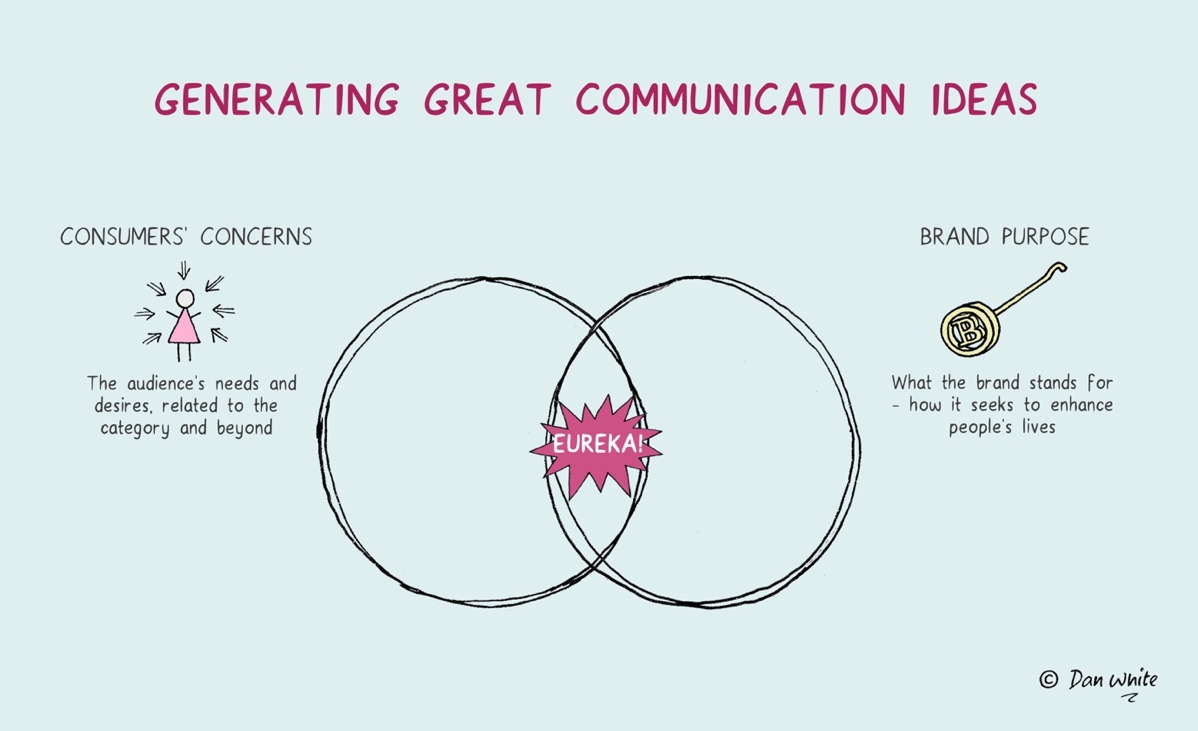 GENERATING GREAT COMMUNICATION IDEAS
CONSUMERS' CONCERNS
The audience's needs and
desires, related to the
category and beyond
BRAND PURPOSE
B
What the brand stands for
- how it seeks to enhance
people's lives
EUREKA!
© Dan White